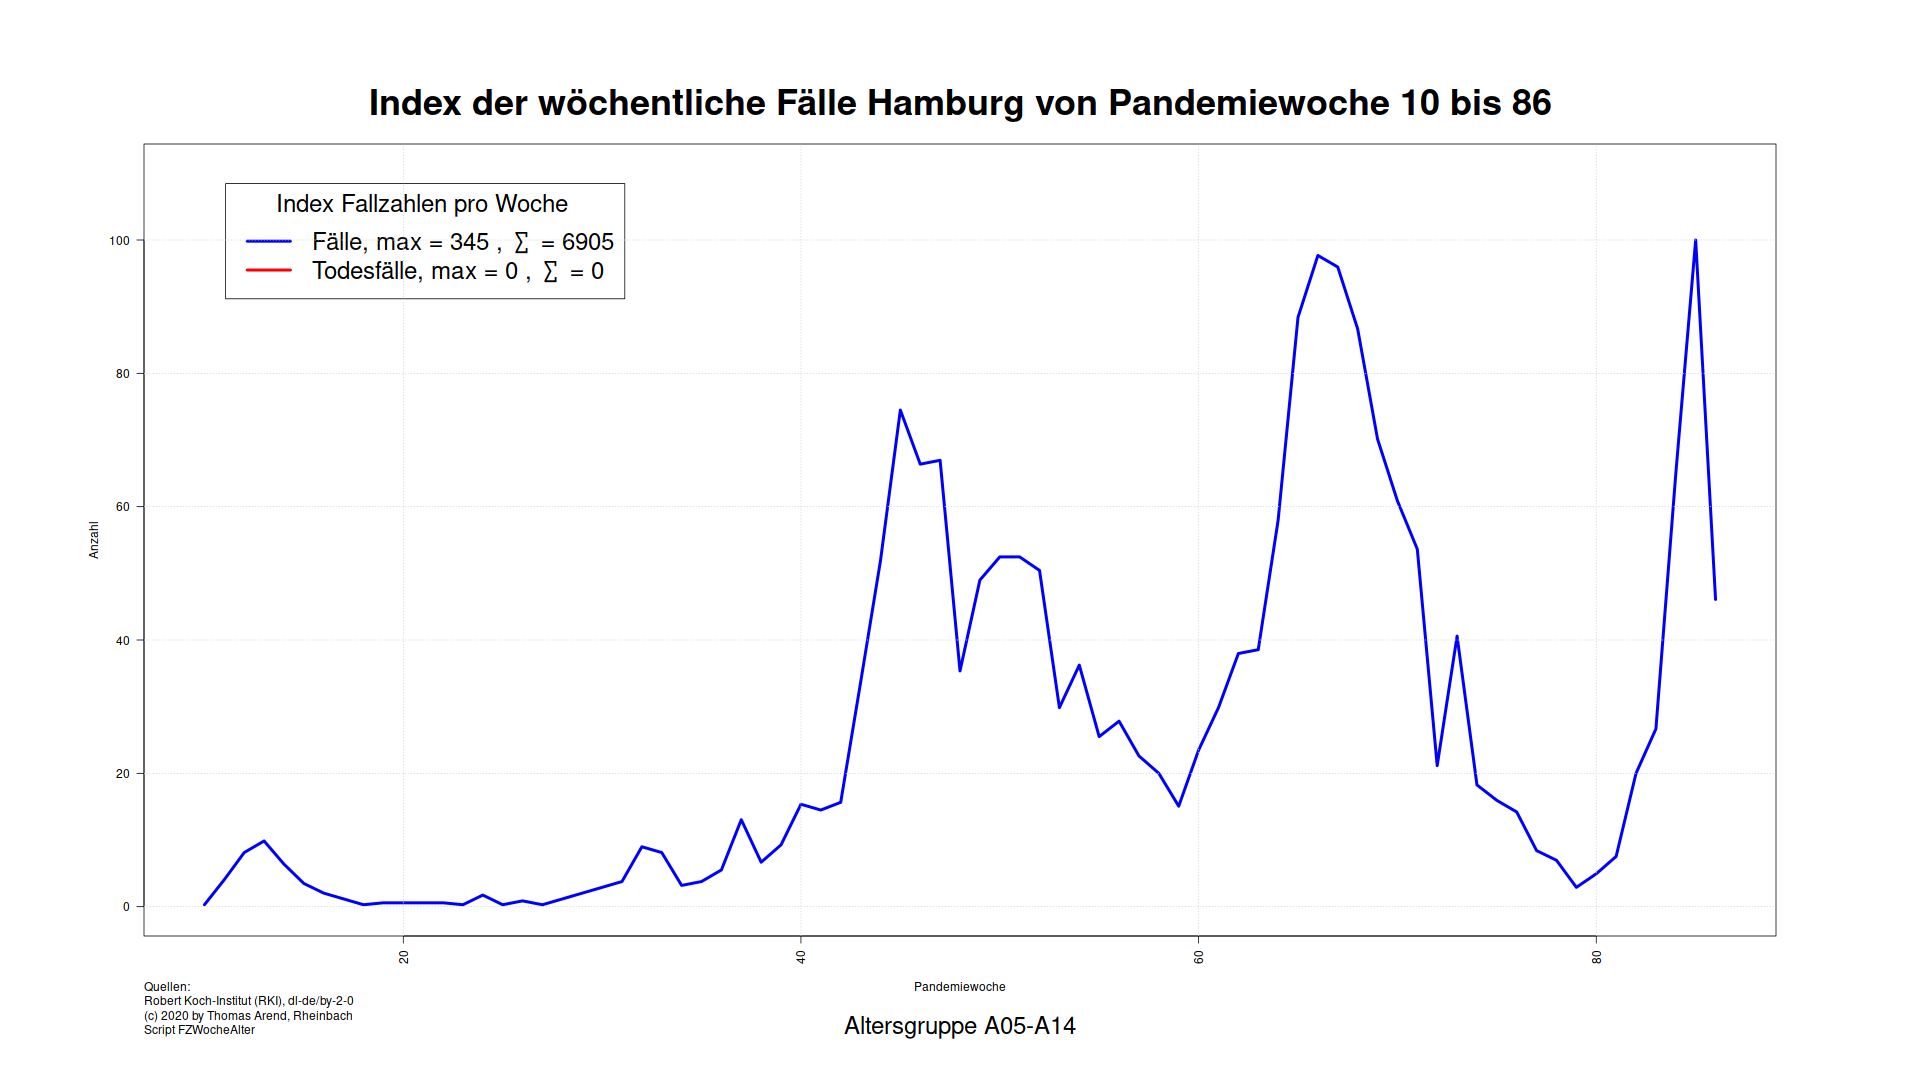 Index der wöchentliche Fälle Hamburg von Pandemiewoche 10 bis 86
Index Fallzahlen pro Woche
Fälle, max = 345 , ∑ = 6905
Todesfälle, max = 0 , ∑ = 0
100
80
60
40
20
0
Anzahl
20
40
60
80
Pandemiewoche
Quellen:
Robert Koch-Institut (RKI), dl-de/by-2-0
(c) 2020 by Thomas Arend, Rheinbach
Script FZWocheAlter
Altersgruppe A05-A14